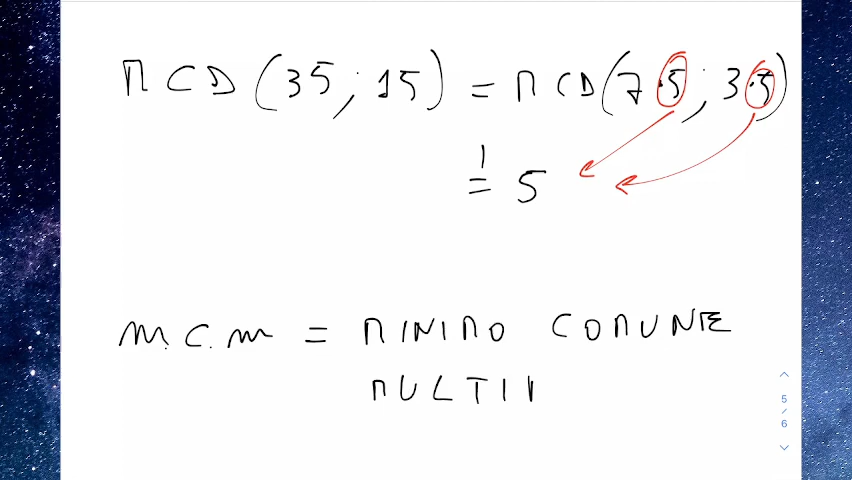 MCD(35; 15) = MCD(7·5; 3·5)
= 5
m.c.m = MINIMO COMUNE
MULTI
5
/
6